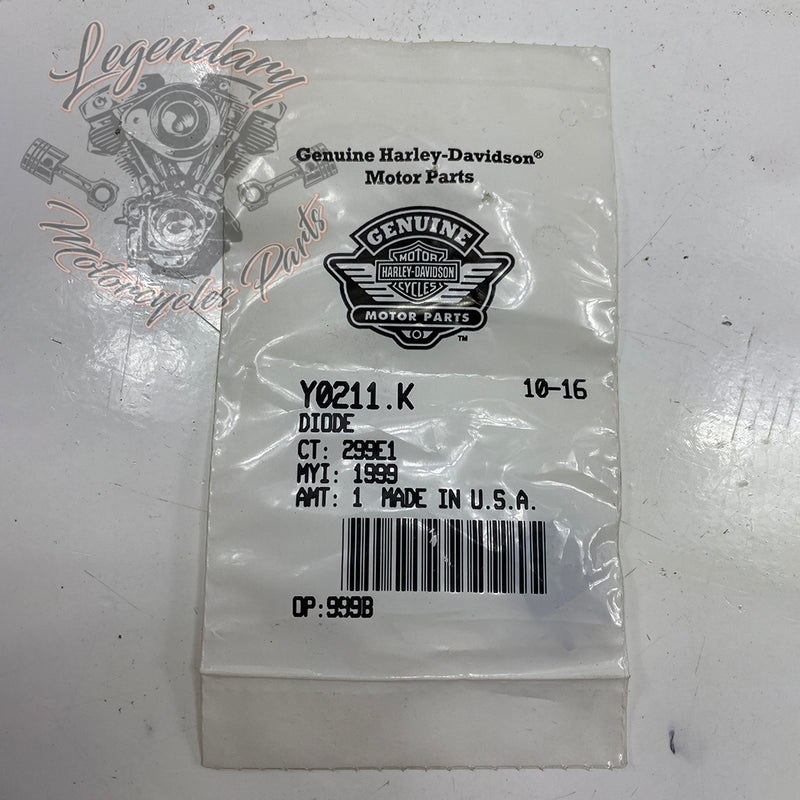 Legendary
Motorcycles Parts
Genuine Harley-Davidson®
Motor Parts
GENUINE
MOTOR
HARLEY-DAVIDSON
CYCLES
MOTOR PARTS
™
Y0211.K 10-16
DIODE
CT: 299E1
MYI: 1999
AMT: 1 MADE IN U.S.A.
OP:999B